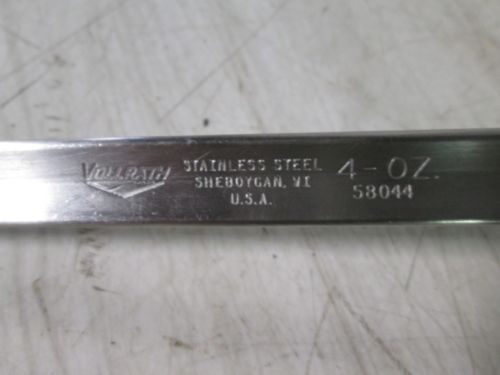 VOLLRATH
STAINLESS STEEL
SHEBOYGAN, WI
U.S.A.
4-OZ.
58044